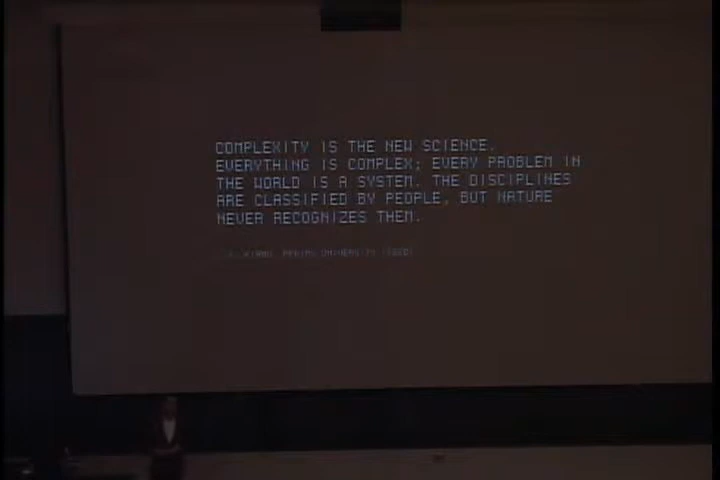 COMPLEXITY IS THE NEW SCIENCE.
EVERYTHING IS COMPLEX; EVERY PROBLEM IN
THE WORLD IS A SYSTEM. THE DISCIPLINES
ARE CLASSIFIED BY PEOPLE, BUT NATURE
NEVER RECOGNIZES THEM.
UNIVERSITY